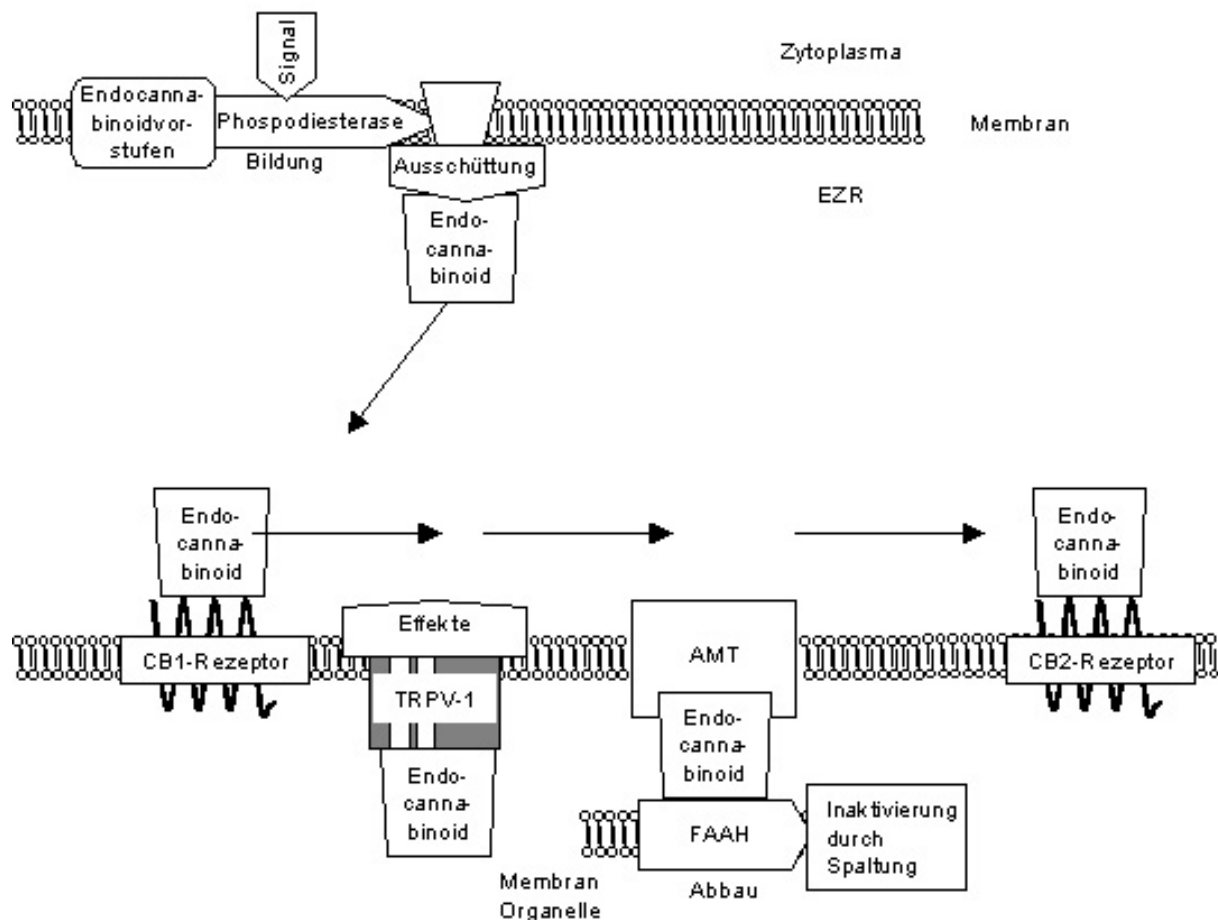 Signal
Zytoplasma
Endocanna-
binoidvor-
stufen
Phospodiesterase
Membran
Bildung
Ausschüttung
EZR
Endo-
canna-
binoid
Endo-
canna-
binoid
Endo-
canna-
binoid
CB1-Rezeptor
Effekte
TRPV-1
Endo-
canna-
binoid
AMT
Endo-
canna-
binoid
CB2-Rezeptor
FAAH
Inaktivierung
durch
Spaltung
Abbau
Membran
Organelle